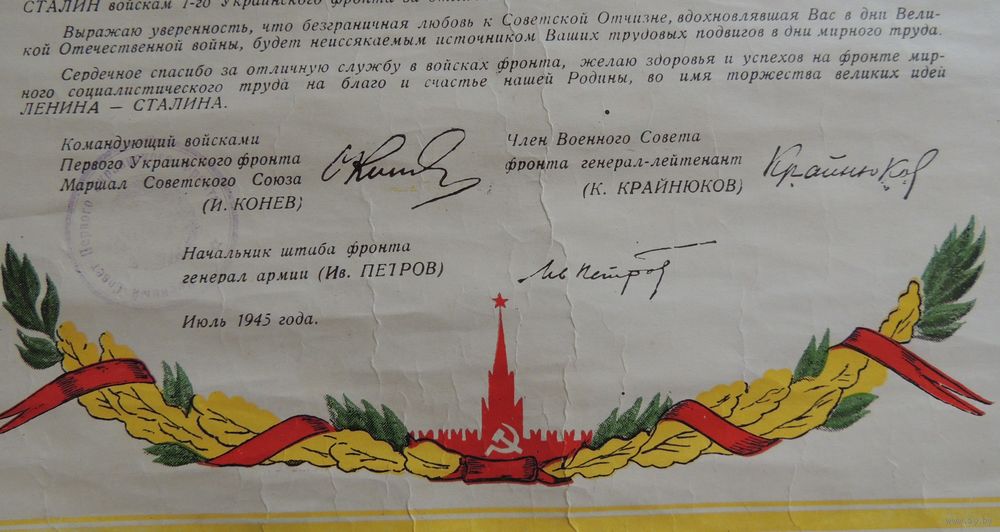 СТАЛИН войскам 1-го Украинского фронта за
Выражаю уверенность, что безграничная любовь к Советской Отчизне, вдохновлявшая Вас в дни Вели-
кой Отечественной войны, будет неиссякаемым источником Ваших трудовых подвигов в дни мирного труда.
Сердечное спасибо за отличную службу в войсках фронта, желаю здоровья и успехов на фронте мир-
ного социалистического труда на благо и счастье нашей Родины, во имя торжества великих идей
ЛЕНИНА — СТАЛИНА.
Командующий войсками
Первого Украинского фронта
Маршал Советского Союза
(И. КОНЕВ)
Член Военного Совета
фронта генерал-лейтенант
(К. КРАЙНЮКОВ)
Крайнюков
Начальник штаба фронта
генерал армии (Ив. ПЕТРОВ)
Ив Петров
Июль 1945 года.